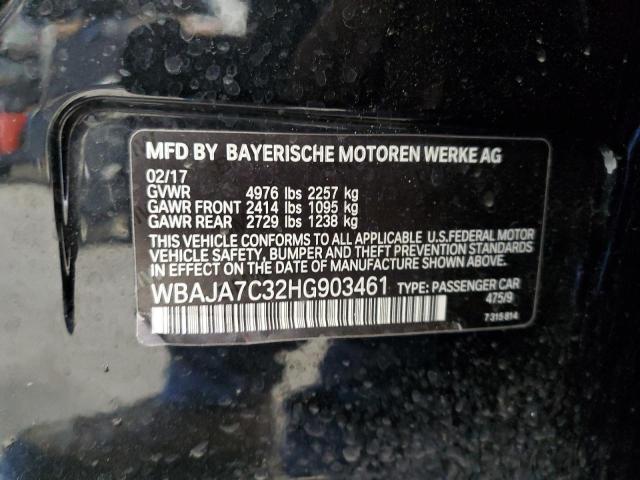 MFD BY BAYERISCHE MOTOREN WERKE AG
02/17
GVWR 4976 lbs 2257 kg
GAWR FRONT 2414 lbs 1095 kg
GAWR REAR 2729 lbs 1238 kg
THIS VEHICLE CONFORMS TO ALL APPLICABLE U.S.FEDERAL MOTOR
VEHICLE SAFETY, BUMPER AND THEFT PREVENTION STANDARDS IN
EFFECT ON THE DATE OF MANUFACTURE SHOWN ABOVE.
WBAJA7C32HG903461 TYPE: PASSENGER CAR
475/9
7 315 814